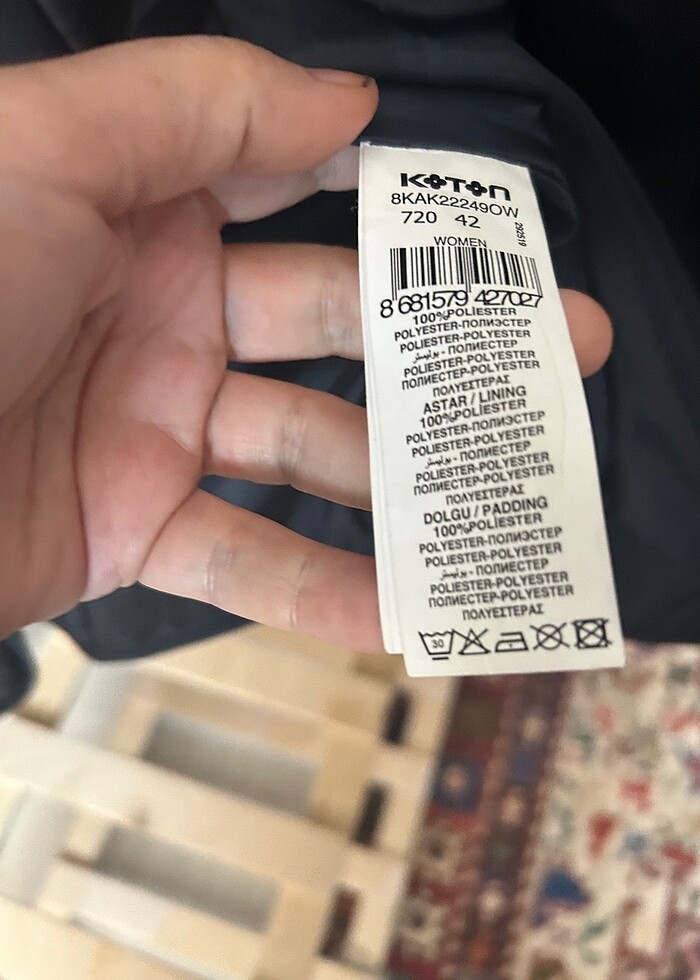 KOTON
8KAK22249OW
720 42
292519
WOMEN
8 681579 427027
100%POLİESTER
POLYESTER-ПОЛИЭСТЕР
POLIESTER-POLYESTER
بوليستر - ПОЛИЕСТЕР
POLIESTER-POLYESTER
ПОЛИЕСТЕР-POLYESTER
ΠΟΛΥΕΣΤΕΡΑΣ
ASTAR / LINING
100%POLİESTER
POLYESTER-ПОЛИЭСТЕР
POLIESTER-POLYESTER
بوليستر - ПОЛИЕСТЕР
POLIESTER-POLYESTER
ПОЛИЕСТЕР-POLYESTER
ΠΟΛΥΕΣΤΕΡΑΣ
DOLGU / PADDING
100%POLİESTER
POLYESTER-ПОЛИЭСТЕР
POLIESTER-POLYESTER
بوليستر - ПОЛИЕСТЕР
POLIESTER-POLYESTER
ПОЛИЕСТЕР-POLYESTER
ΠΟΛΥΕΣΤΕΡΑΣ
30